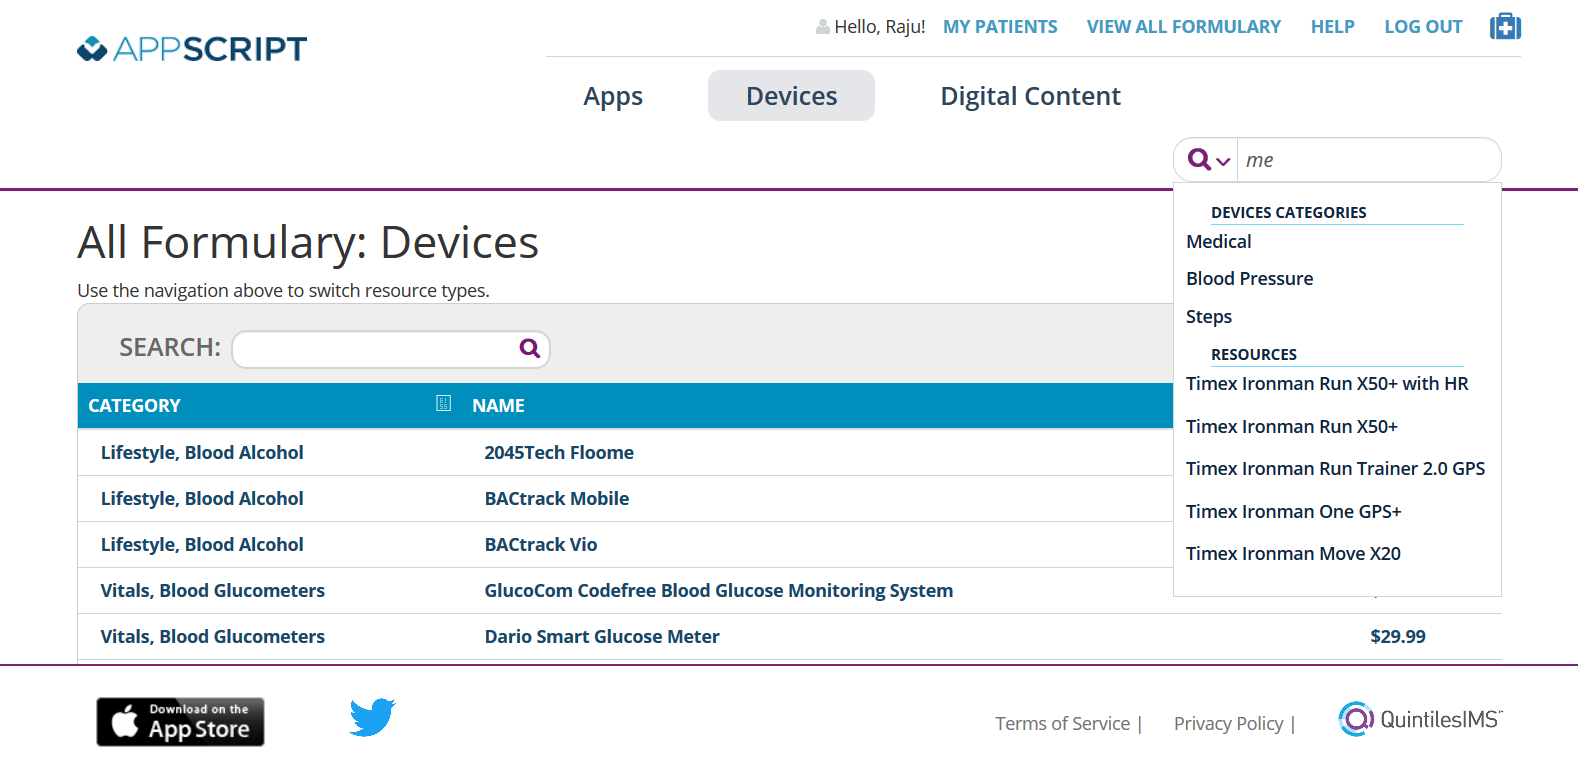 Hello, Raju! MY PATIENTS VIEW ALL FORMULARY HELP LOG OUT
APPSCRIPT
Apps Devices Digital Content
me
DEVICES CATEGORIES
Medical
Blood Pressure
Steps
RESOURCES
Timex Ironman Run X50+ with HR
Timex Ironman Run X50+
Timex Ironman Run Trainer 2.0 GPS
Timex Ironman One GPS+
Timex Ironman Move X20
All Formulary: Devices
Use the navigation above to switch resource types.
SEARCH:
CATEGORY NAME
Lifestyle, Blood Alcohol 2045Tech Floome
Lifestyle, Blood Alcohol BACtrack Mobile
Lifestyle, Blood Alcohol BACtrack Vio
Vitals, Blood Glucometers GlucoCom Codefree Blood Glucose Monitoring System
Vitals, Blood Glucometers Dario Smart Glucose Meter $29.99
Download on the
App Store
Terms of Service | Privacy Policy | QuintilesIMS™